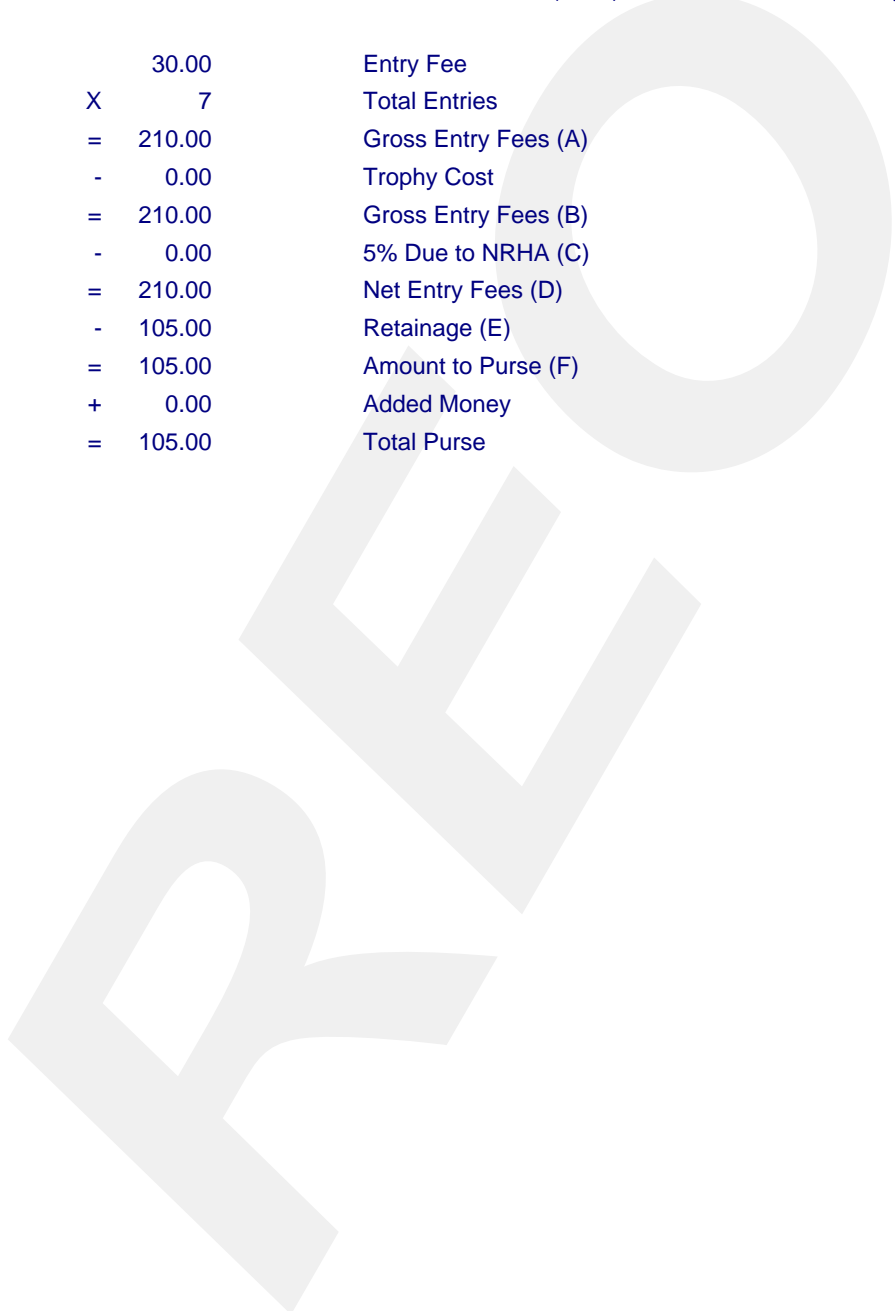 30.00 Entry Fee
X 7 Total Entries
= 210.00 Gross Entry Fees (A)
- 0.00 Trophy Cost
= 210.00 Gross Entry Fees (B)
- 0.00 5% Due to NRHA (C)
= 210.00 Net Entry Fees (D)
- 105.00 Retainage (E)
= 105.00 Amount to Purse (F)
+ 0.00 Added Money
= 105.00 Total Purse
REO